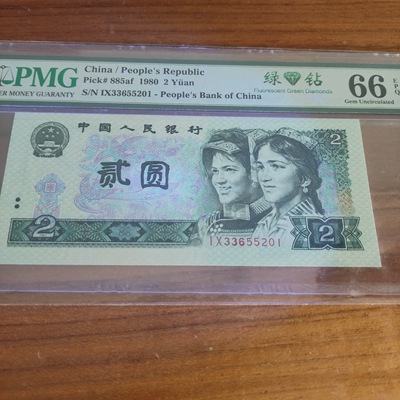 PMG
PER MONEY GUARANTY
China / People's Republic
Pick# 885af 1980 2 Yüan
S/N IX33655201 - People's Bank of China
绿 钻
Fluorescent Green Diamonds
66 EPQ
Gem Uncirculated
中国人民银行
贰圆
2
IX33655201
2
2